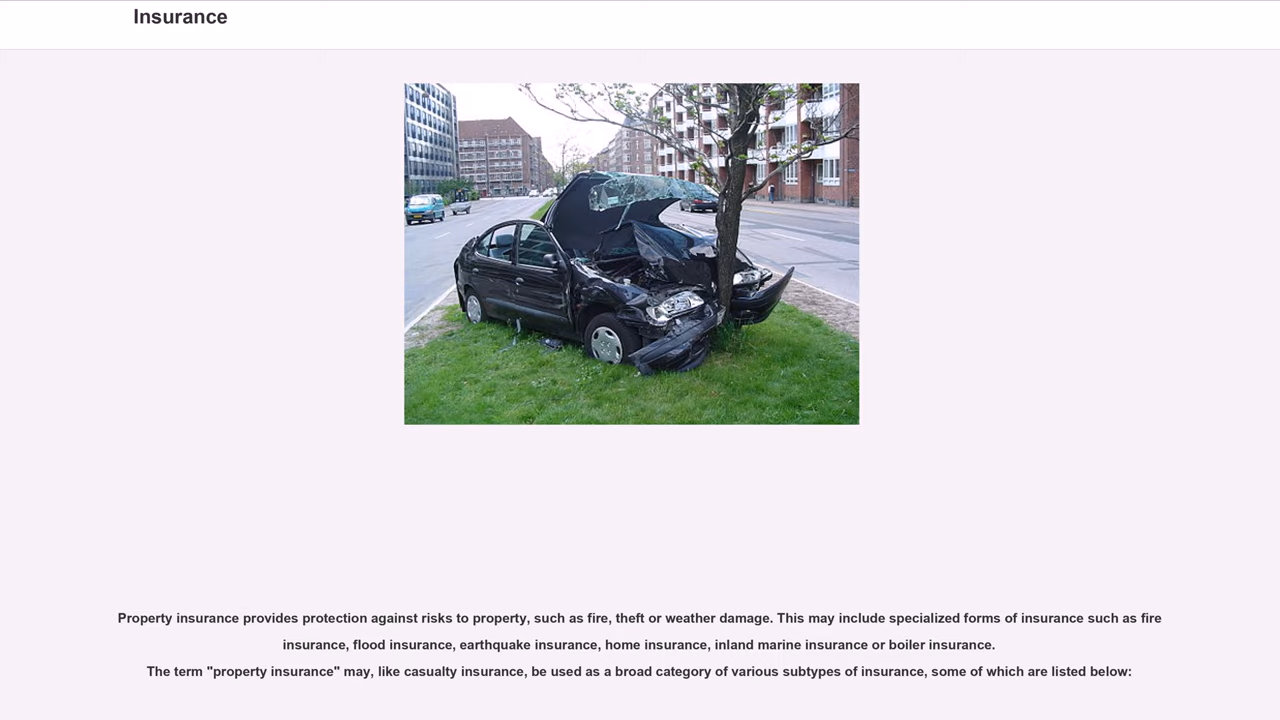 Insurance
Property insurance provides protection against risks to property, such as fire, theft or weather damage. This may include specialized forms of insurance such as fire
insurance, flood insurance, earthquake insurance, home insurance, inland marine insurance or boiler insurance.
The term "property insurance" may, like casualty insurance, be used as a broad category of various subtypes of insurance, some of which are listed below: